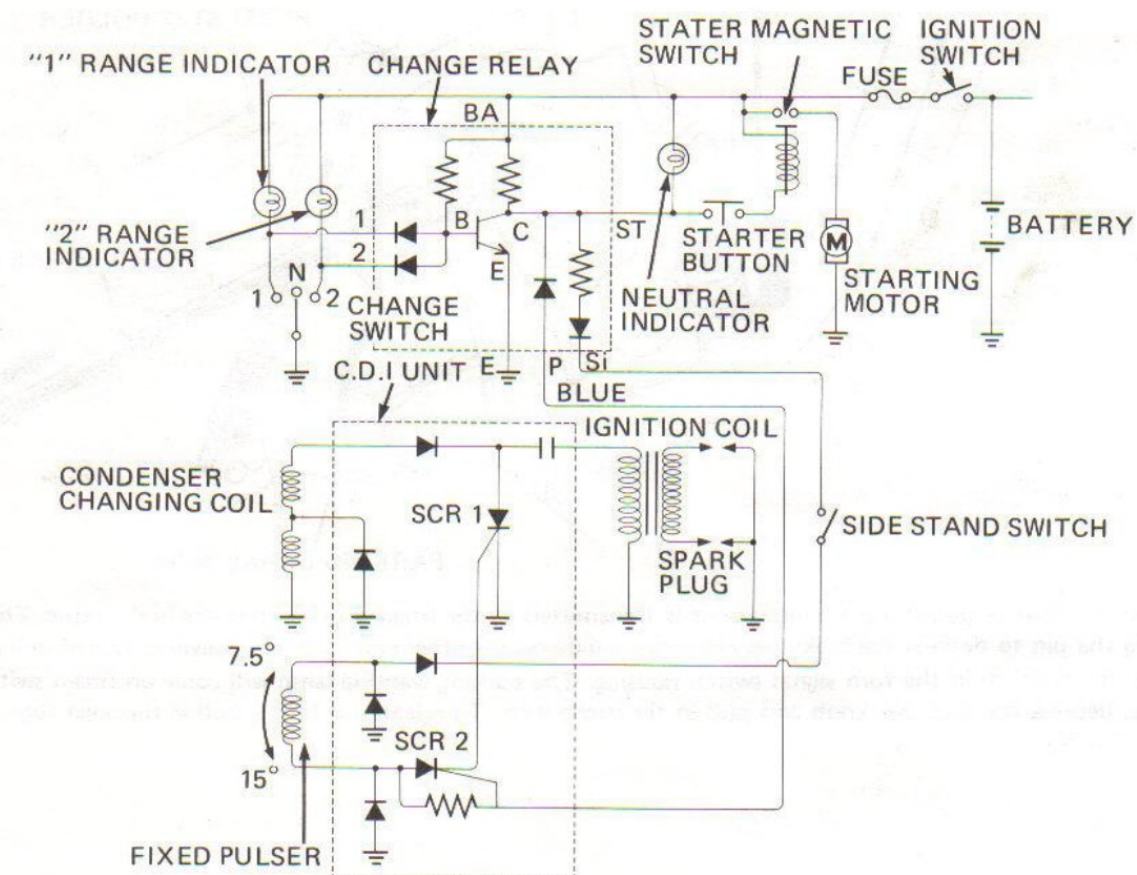 STATER MAGNETIC
SWITCH
IGNITION
SWITCH
"1" RANGE INDICATOR
CHANGE RELAY
FUSE
BA
1
2
B
C
E
ST
STARTER
BUTTON
M
BATTERY
"2" RANGE
INDICATOR
N
1
2
CHANGE
SWITCH
NEUTRAL
INDICATOR
STARTING
MOTOR
C.D.I UNIT
E
P
Si
BLUE
IGNITION COIL
CONDENSER
CHANGING COIL
SCR 1
SPARK
PLUG
SIDE STAND SWITCH
7.5°
SCR 2
15°
FIXED PULSER